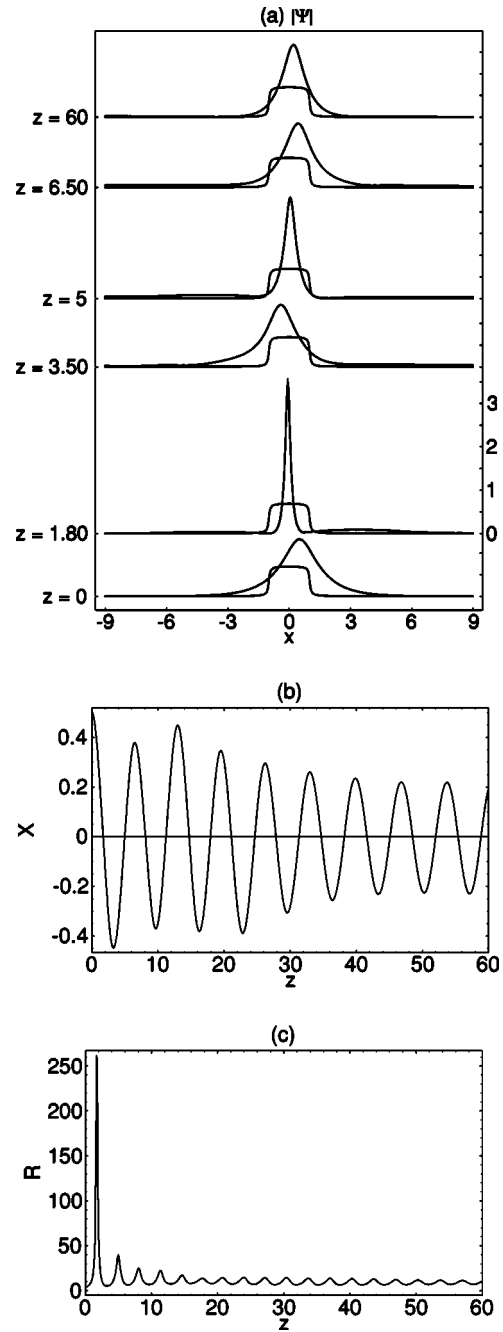 (a) |Ψ|
z = 60
z = 6.50
z = 5
z = 3.50
3
2
1
z = 1.80
0
z = 0
-9 -6 -3 0 3 6 9
x
(b)
0.4
0.2
X
0
-0.2
-0.4
0 10 20 30 40 50 60
z
(c)
250
200
150
R
100
50
0
0 10 20 30 40 50 60
z